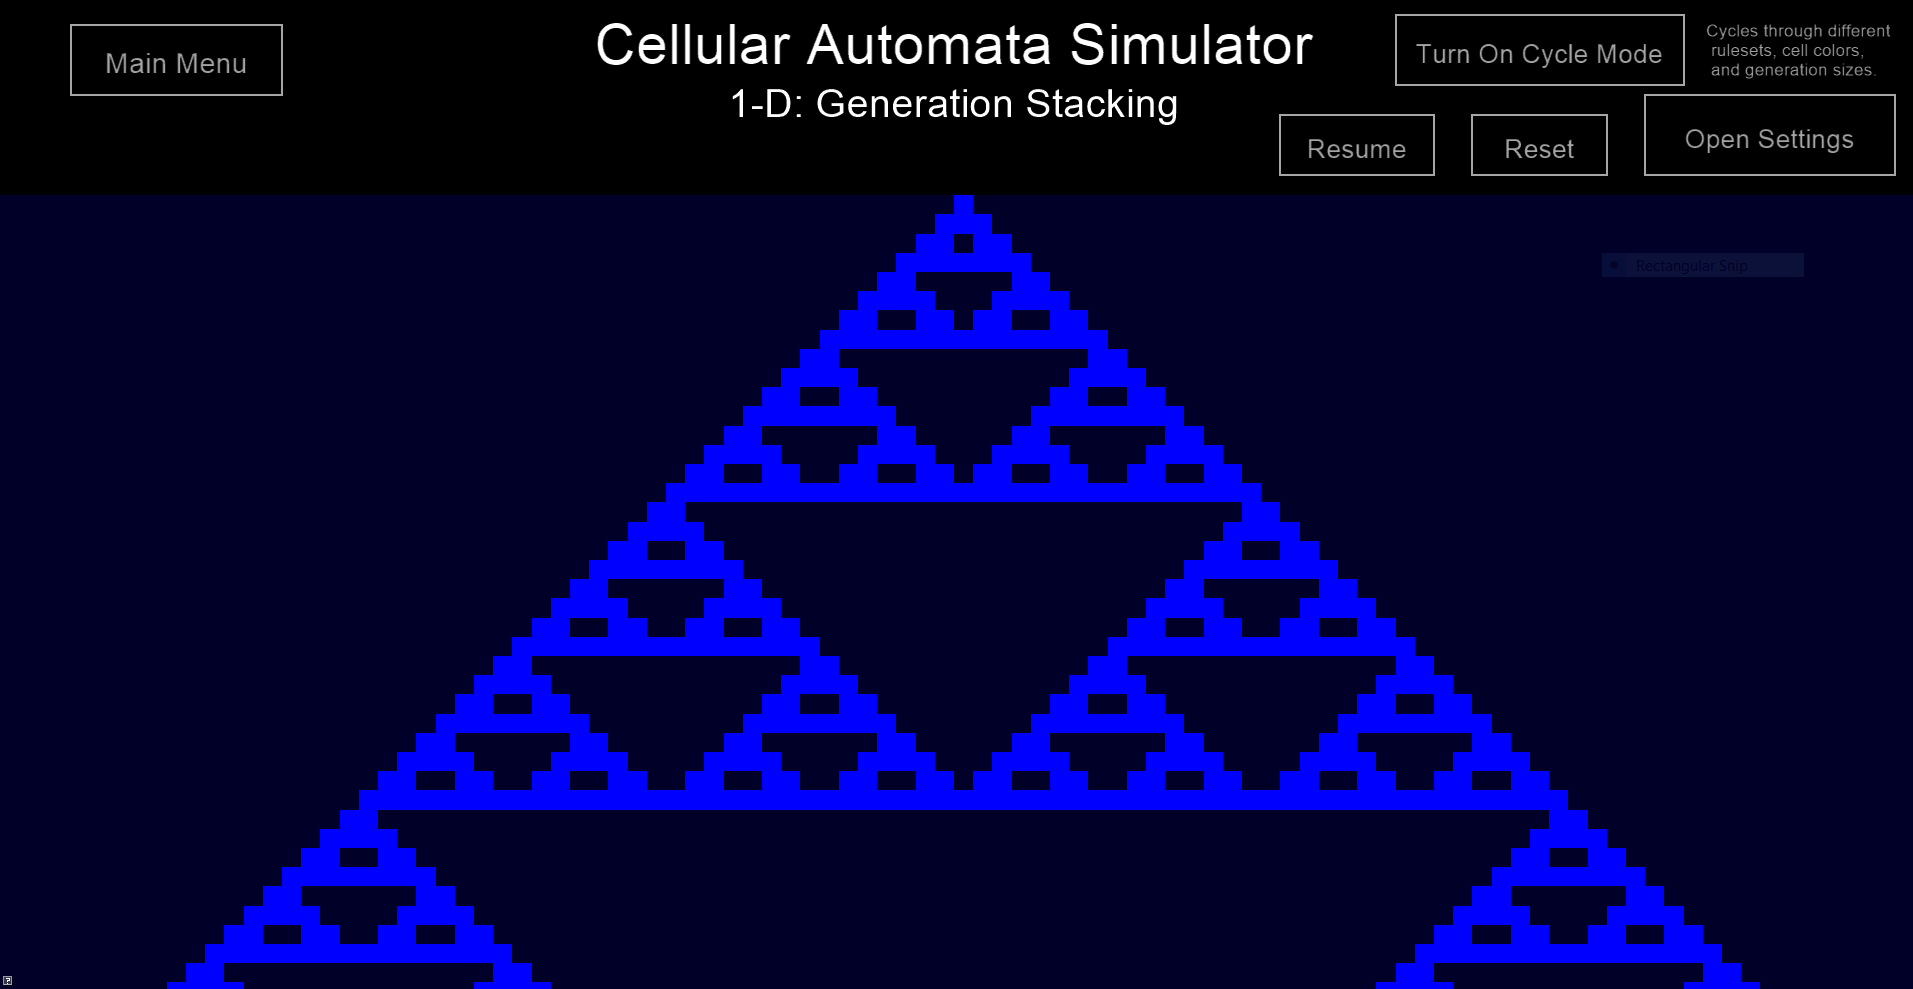 Main Menu
Cellular Automata Simulator
1-D: Generation Stacking
Turn On Cycle Mode
Cycles through different
rulesets, cell colors,
and generation sizes.
Resume
Reset
Open Settings
Rectangular Snip